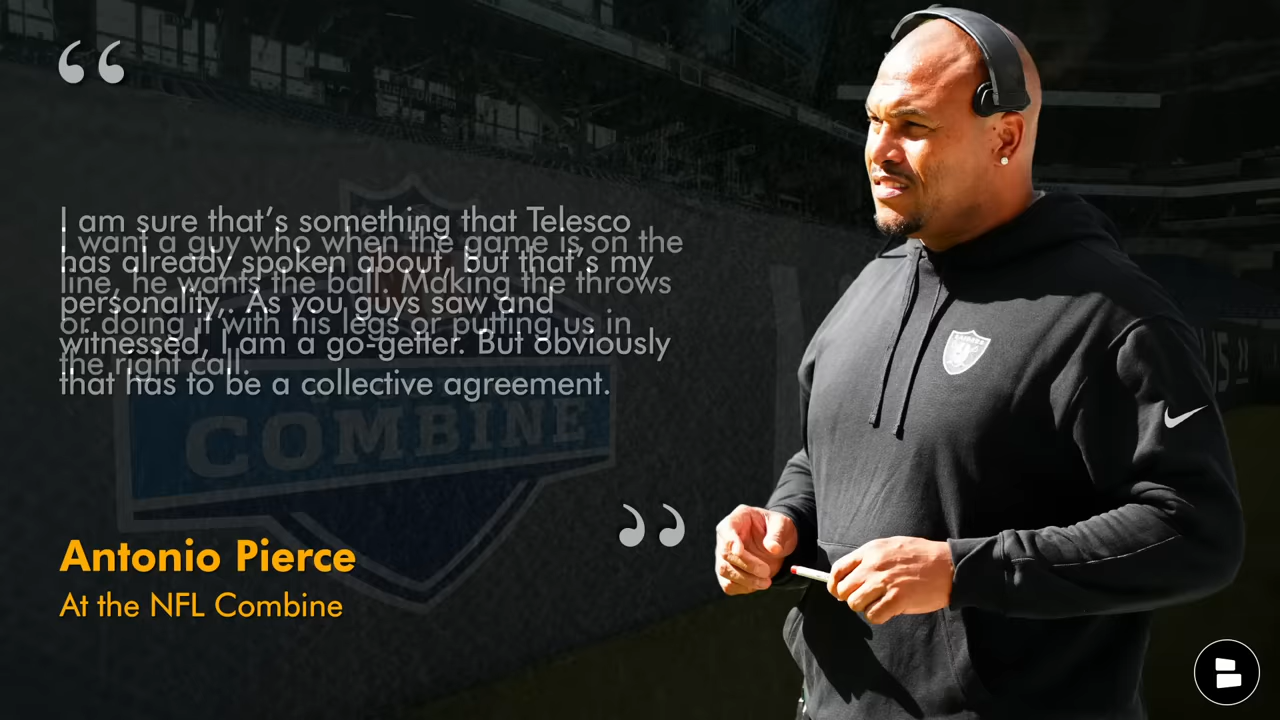 “
I am sure that’s something that Telesco
has already spoken about. But that’s my
personality,. As you guys saw and
witnessed, I am a go-getter. But obviously
that has to be a collective agreement.
I want a guy who when the game is on the
line, he wants the ball. Making the throws
or doing it with his legs or putting us in
the right call.
”
COMBINE
Antonio Pierce
At the NFL Combine
RAIDERS